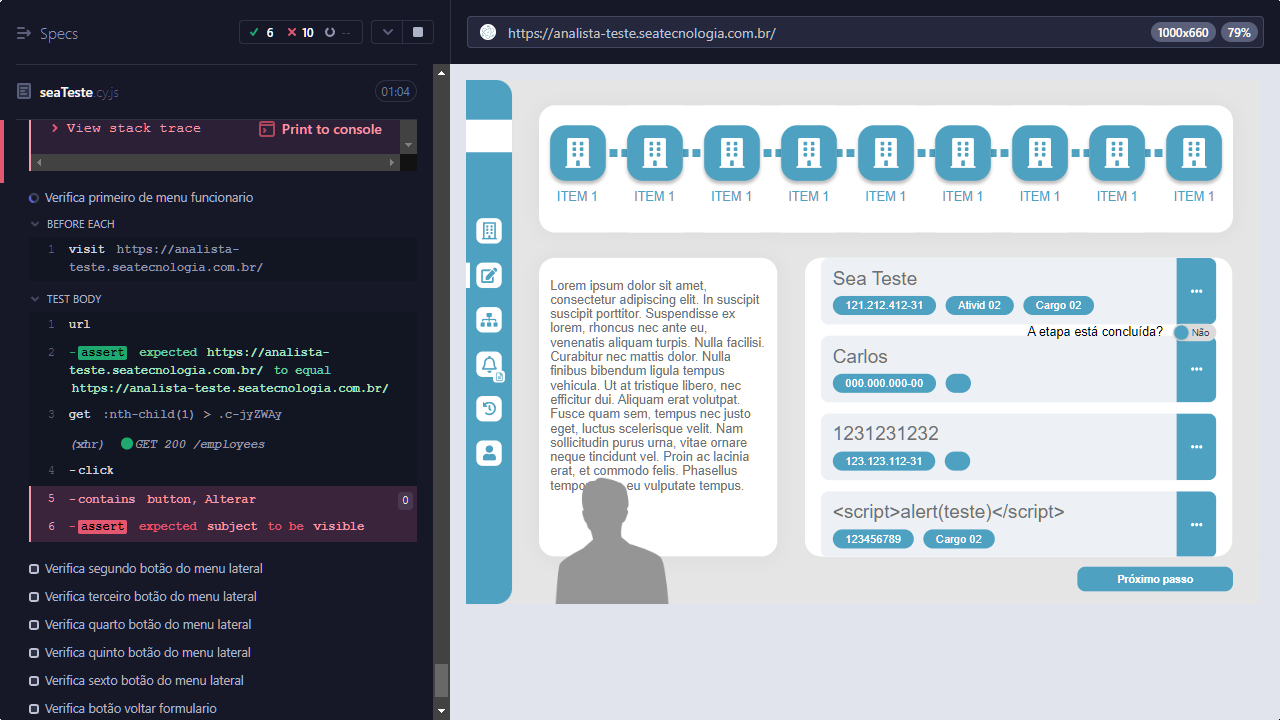 Specs
6
10
--
seaTeste.cy.js
01:04
View stack trace
Print to console
Verifica primeiro de menu funcionario
BEFORE EACH
1 visit https://analista-
teste.seatecnologia.com.br/
TEST BODY
1 url
2 -assert expected https://analista-
teste.seatecnologia.com.br/ to equal
https://analista-teste.seatecnologia.com.br/
3 get :nth-child(1) > .c-jyZWAy
(xhr) GET 200 /employees
4 -click
5 -contains button, Alterar 0
6 -assert expected subject to be visible
Verifica segundo botão do menu lateral
Verifica terceiro botão do menu lateral
Verifica quarto botão do menu lateral
Verifica quinto botão do menu lateral
Verifica sexto botão do menu lateral
Verifica botão voltar formulario
https://analista-teste.seatecnologia.com.br/
1000x660
79%
ITEM 1 ITEM 1 ITEM 1 ITEM 1 ITEM 1 ITEM 1 ITEM 1 ITEM 1 ITEM 1
Lorem ipsum dolor sit amet,
consectetur adipiscing elit. In suscipit
suscipit porttitor. Suspendisse ex
lorem, rhoncus nec ante eu,
venenatis aliquam turpis. Nulla facilisi.
Curabitur nec mattis dolor. Nulla
finibus bibendum ligula tempus
vehicula. Ut at tristique libero, nec
efficitur dui. Aliquam erat volutpat.
Fusce quam sem, tempus nec justo
eget, luctus scelerisque velit. Nam
sollicitudin purus urna, vitae ornare
neque tincidunt vel. Proin ac lacinia
erat, et commodo felis. Phasellus
eu vulputate tempus.
Sea Teste
121.212.412-31 Ativid 02 Cargo 02
A etapa está concluída? Não
Carlos
000.000.000-00
1231231232
123.123.112-31
<script>alert(teste)</script>
123456789 Cargo 02
Próximo passo